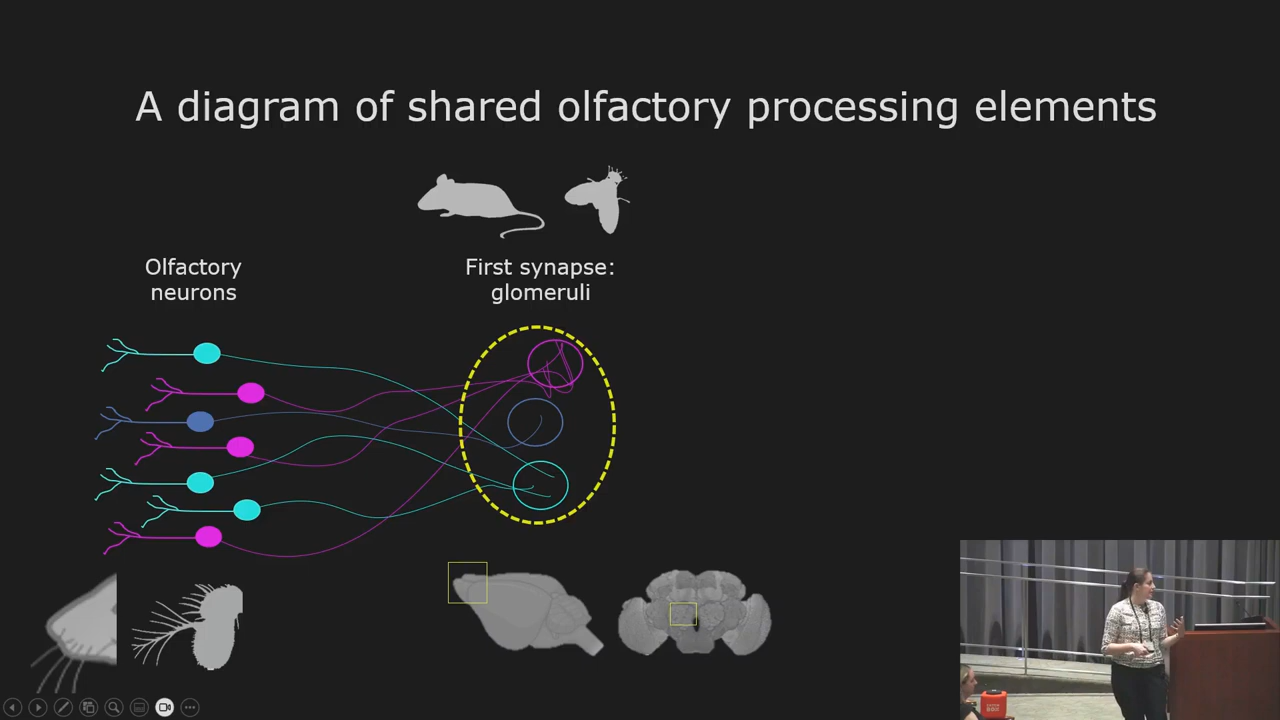 A diagram of shared olfactory processing elements
Olfactory
neurons
First synapse:
glomeruli